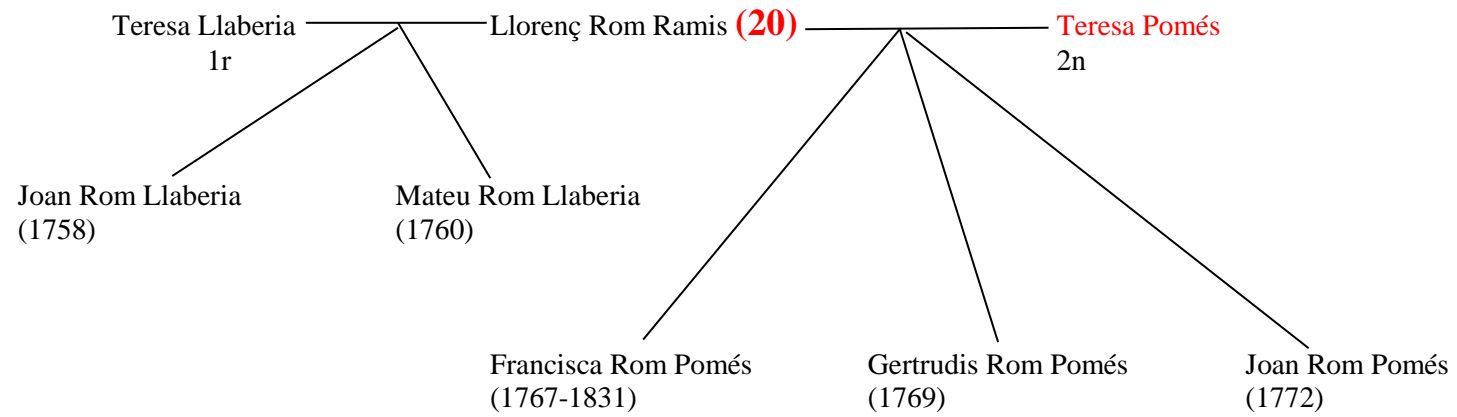 Teresa Llaberia Llorenç Rom Ramis (20) Teresa Pomés
1r 2n
Joan Rom Llaberia Mateu Rom Llaberia
(1758) (1760)
Francisca Rom Pomés Gertrudis Rom Pomés Joan Rom Pomés
(1767-1831) (1769) (1772)